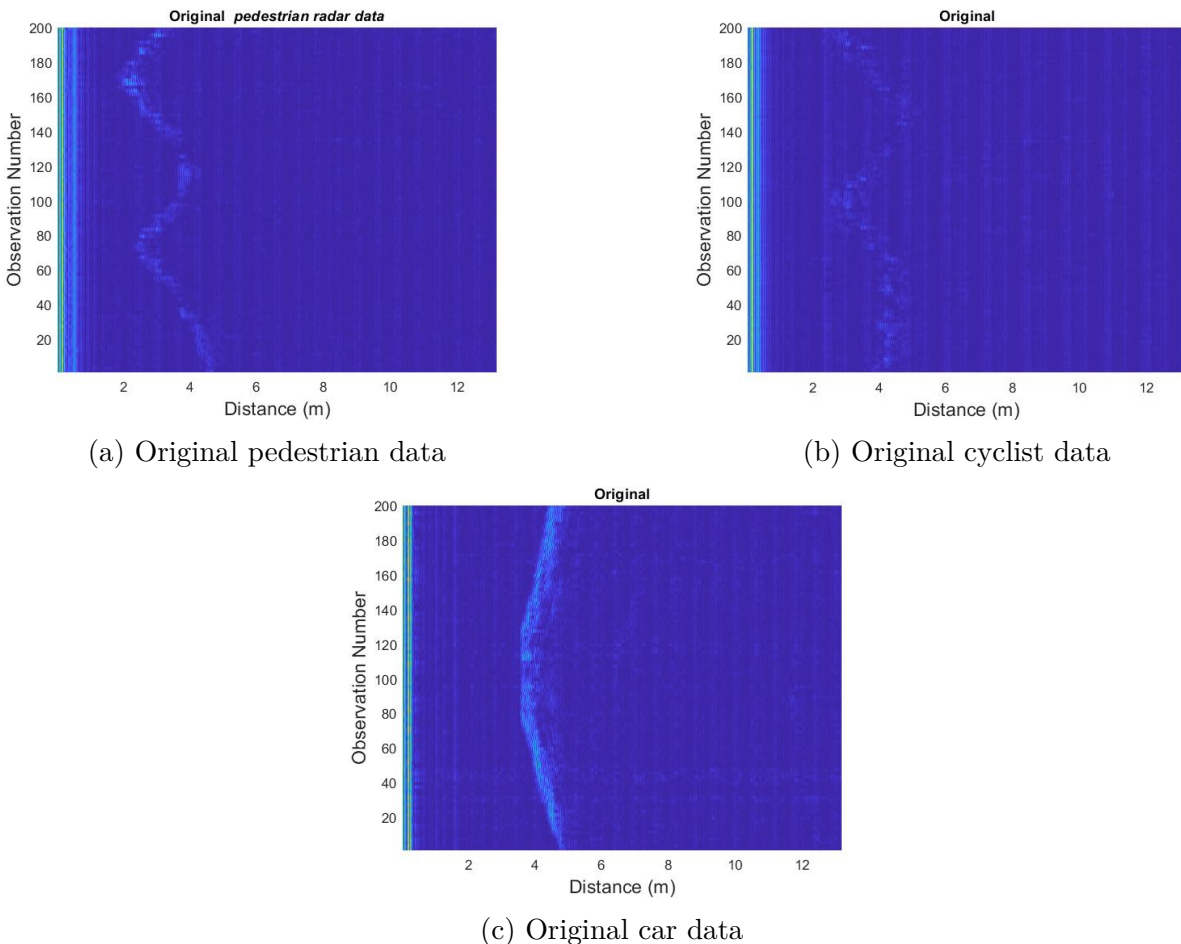 Original pedestrian radar data
200
180
160
140
120
100
80
60
40
20
Observation Number
2 4 6 8 10 12
Distance (m)
(a) Original pedestrian data
Original
200
180
160
140
120
100
80
60
40
20
Observation Number
2 4 6 8 10 12
Distance (m)
(b) Original cyclist data
Original
200
180
160
140
120
100
80
60
40
20
Observation Number
2 4 6 8 10 12
Distance (m)
(c) Original car data